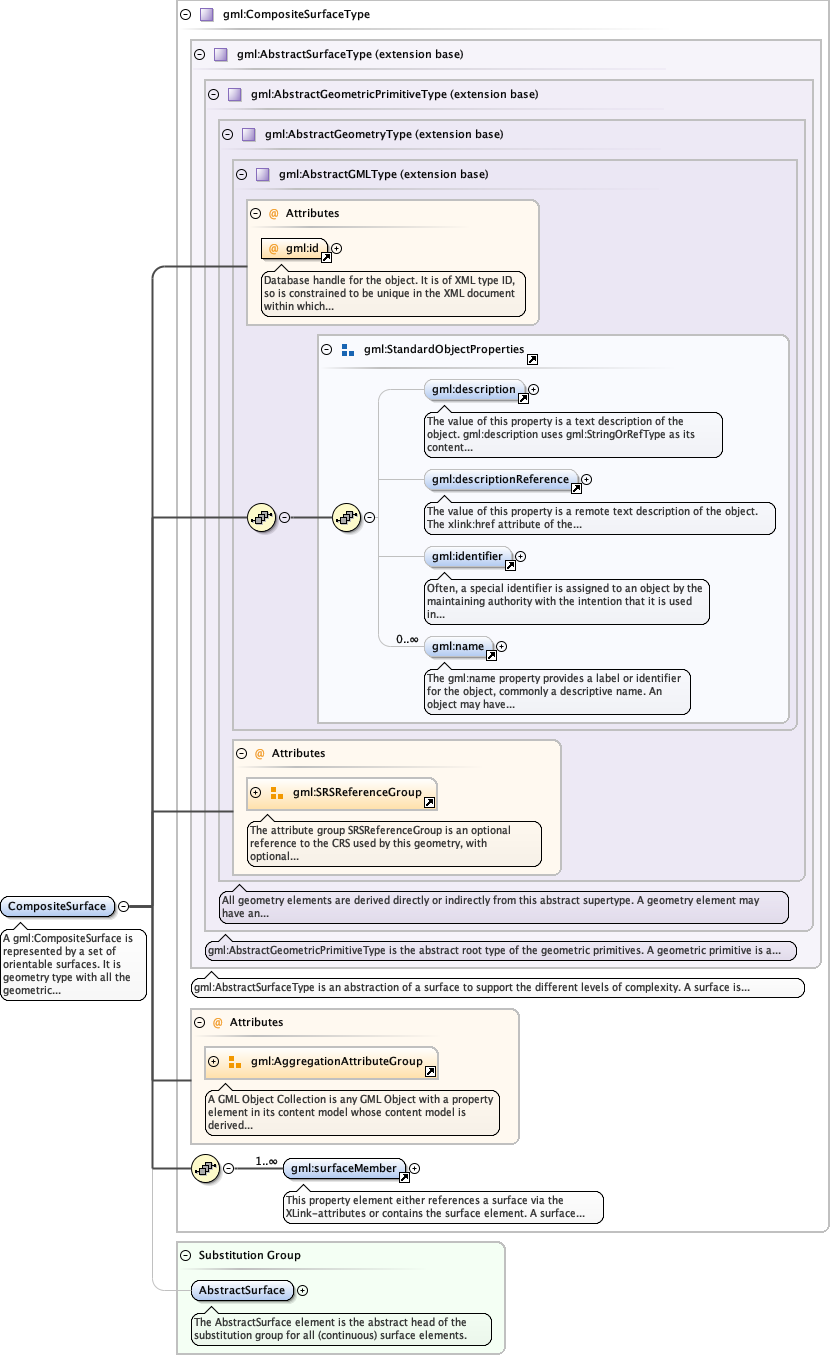 gml:CompositeSurfaceType
gml:AbstractSurfaceType (extension base)
gml:AbstractGeometricPrimitiveType (extension base)
gml:AbstractGeometryType (extension base)
gml:AbstractGMLType (extension base)
@ Attributes
@ gml:id
Database handle for the object. It is of XML type ID,
so is constrained to be unique in the XML document
within which...
gml:StandardObjectProperties
gml:description
The value of this property is a text description of the
object. gml:description uses gml:StringOrRefType as its
content...
gml:descriptionReference
The value of this property is a remote text description of the object.
The xlink:href attribute of the...
gml:identifier
Often, a special identifier is assigned to an object by the
maintaining authority with the intention that it is used
in...
0..∞ gml:name
The gml:name property provides a label or identifier
for the object, commonly a descriptive name. An
object may have...
@ Attributes
gml:SRSReferenceGroup
The attribute group SRSReferenceGroup is an optional
reference to the CRS used by this geometry, with
optional...
All geometry elements are derived directly or indirectly from this abstract supertype. A geometry element may
have an...
gml:AbstractGeometricPrimitiveType is the abstract root type of the geometric primitives. A geometric primitive is a...
gml:AbstractSurfaceType is an abstraction of a surface to support the different levels of complexity. A surface is...
CompositeSurface
A gml:CompositeSurface is
represented by a set of
orientable surfaces. It is
geometry type with all the
geometric...
@ Attributes
gml:AggregationAttributeGroup
A GML Object Collection is any GML Object with a property
element in its content model whose content model is
derived...
1..∞ gml:surfaceMember
This property element either references a surface via the
XLink-attributes or contains the surface element. A surface...
Substitution Group
AbstractSurface
The AbstractSurface element is the abstract head of the
substitution group for all (continuous) surface elements.